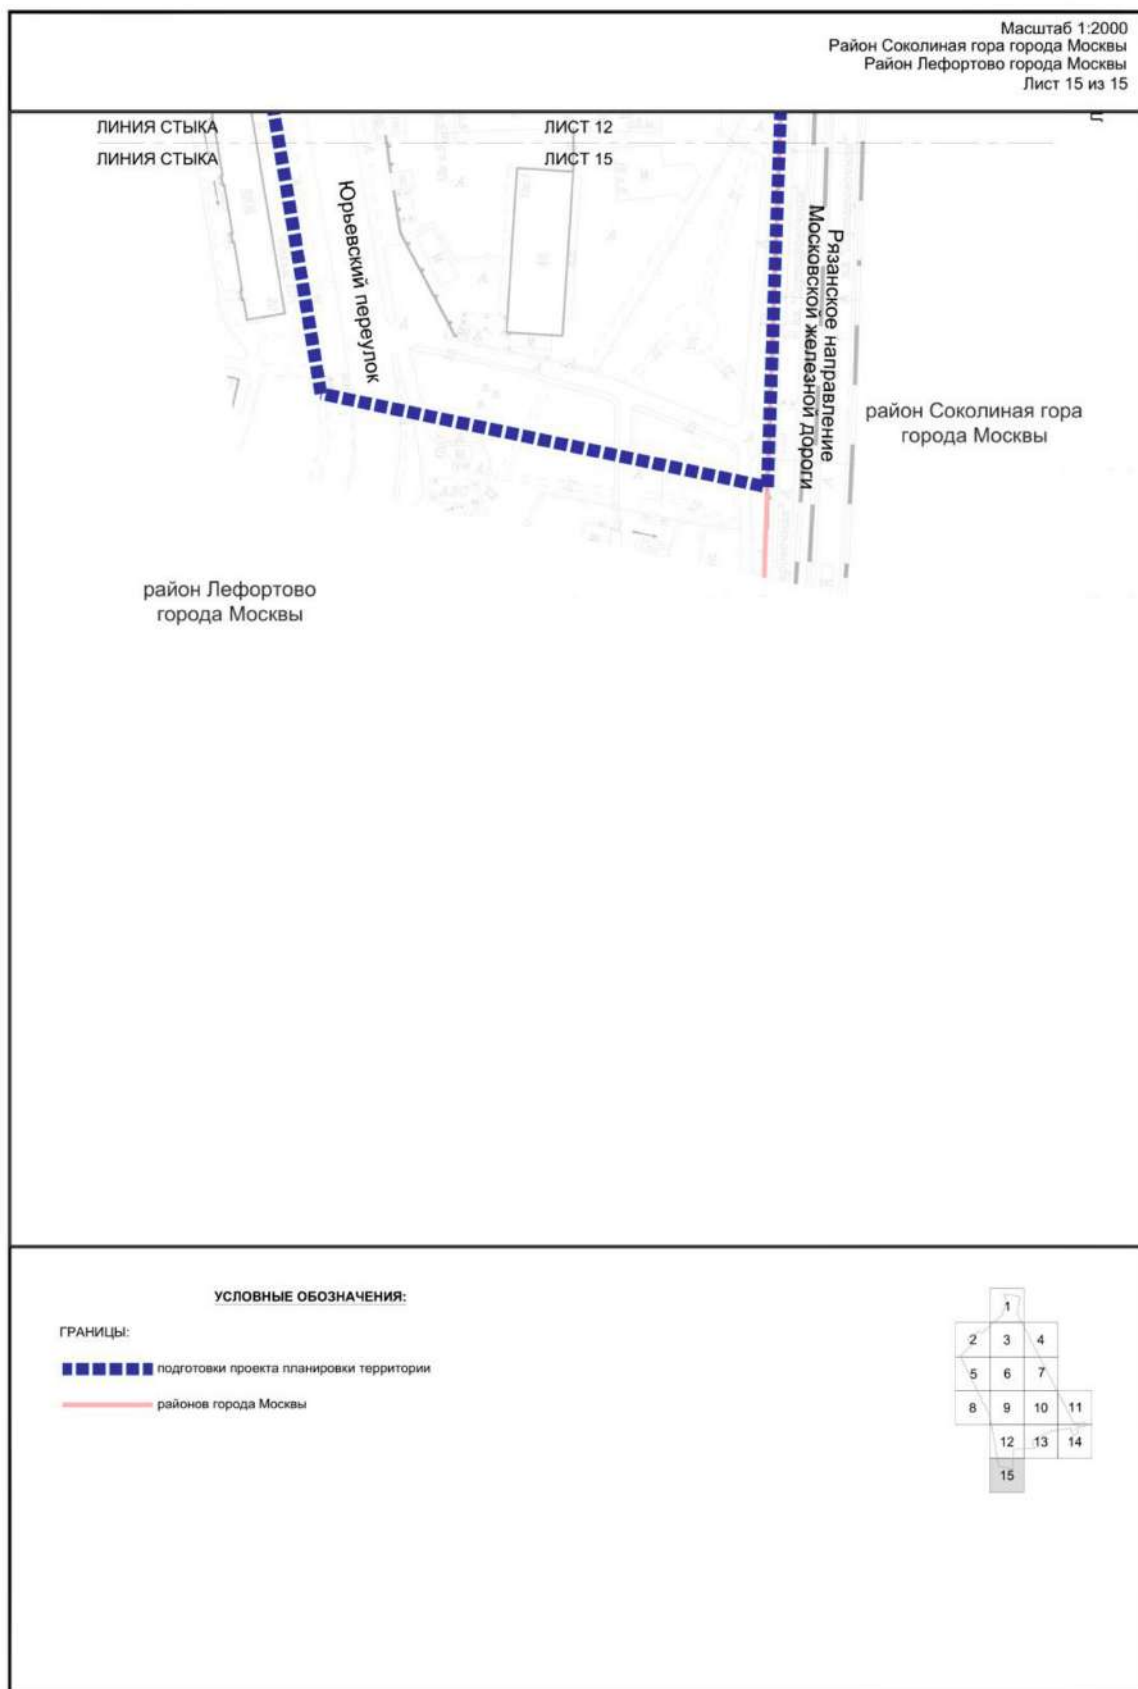 Масштаб 1:2000
Район Соколиная гора города Москвы
Район Лефортово города Москвы
Лист 15 из 15
ЛИНИЯ СТЫКА ЛИСТ 12
ЛИНИЯ СТЫКА ЛИСТ 15
Юрьевский переулок
Рязанское направление
Московской железной дороги
район Соколиная гора
города Москвы
район Лефортово
города Москвы
УСЛОВНЫЕ ОБОЗНАЧЕНИЯ:
ГРАНИЦЫ:
подготовки проекта планировки территории
районов города Москвы
1
2 3 4
5 6 7
8 9 10 11
12 13 14
15